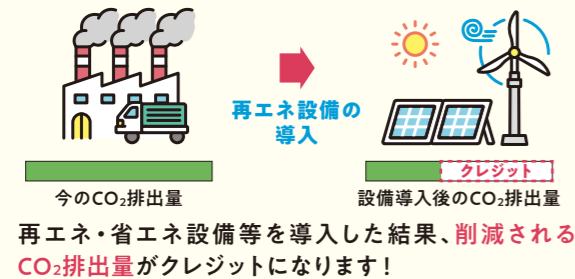 再エネ設備の
導入
クレジット
今のCO₂排出量
設備導入後のCO₂排出量
再エネ・省エネ設備等を導入した結果、削減される
CO₂排出量がクレジットになります!